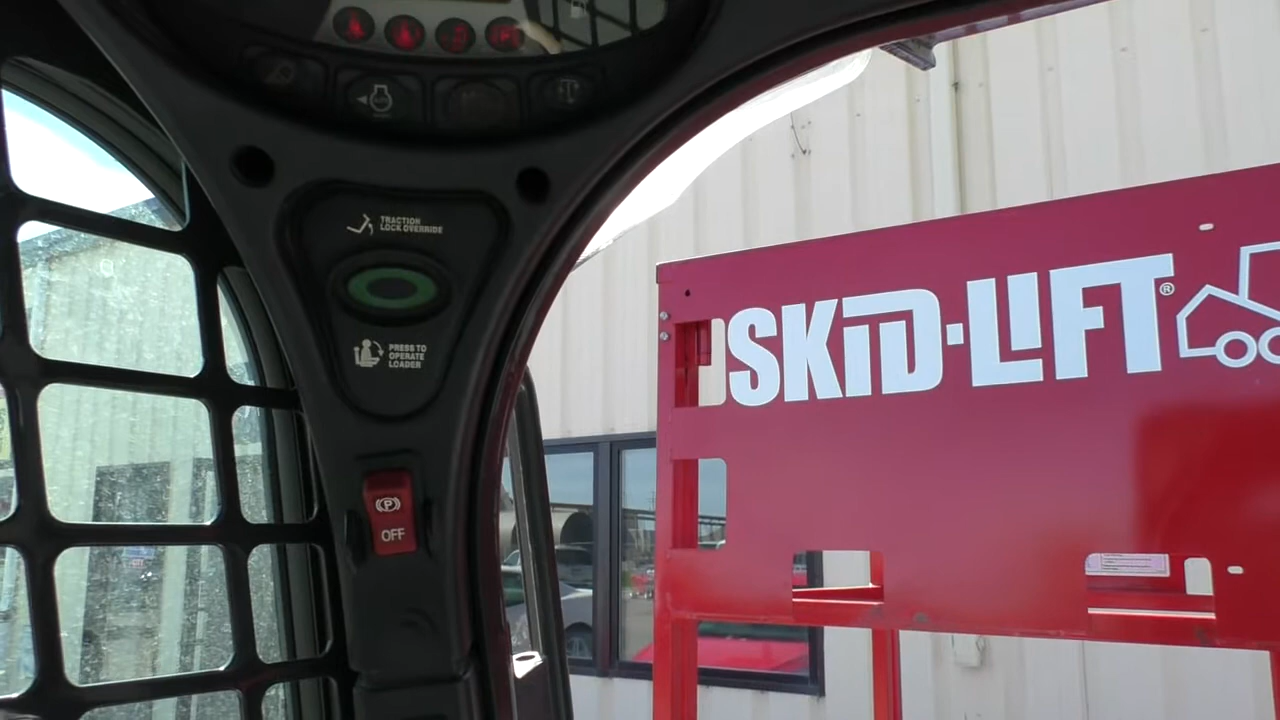 TRACTION
LOCK OVERRIDE
PRESS TO
OPERATE
LOADER
P
OFF
SKID-LIFT®